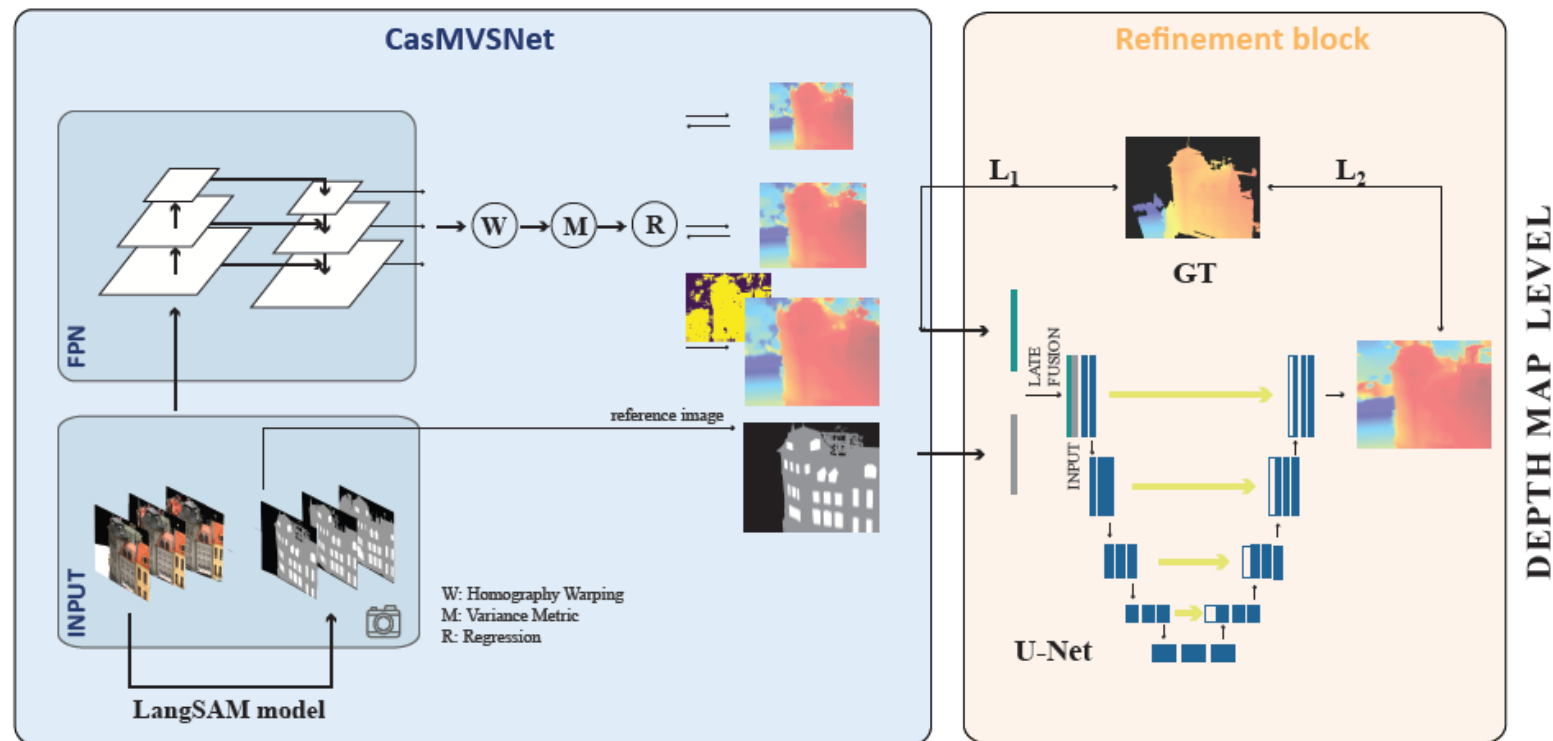 CasMVSNet
Refinement block
FPN
W
M
R
L1
L2
GT
DEPTH MAP LEVEL
LATE
FUSION
INPUT
reference image
INPUT
W: Homography Warping
M: Variance Metric
R: Regression
LangSAM model
U-Net